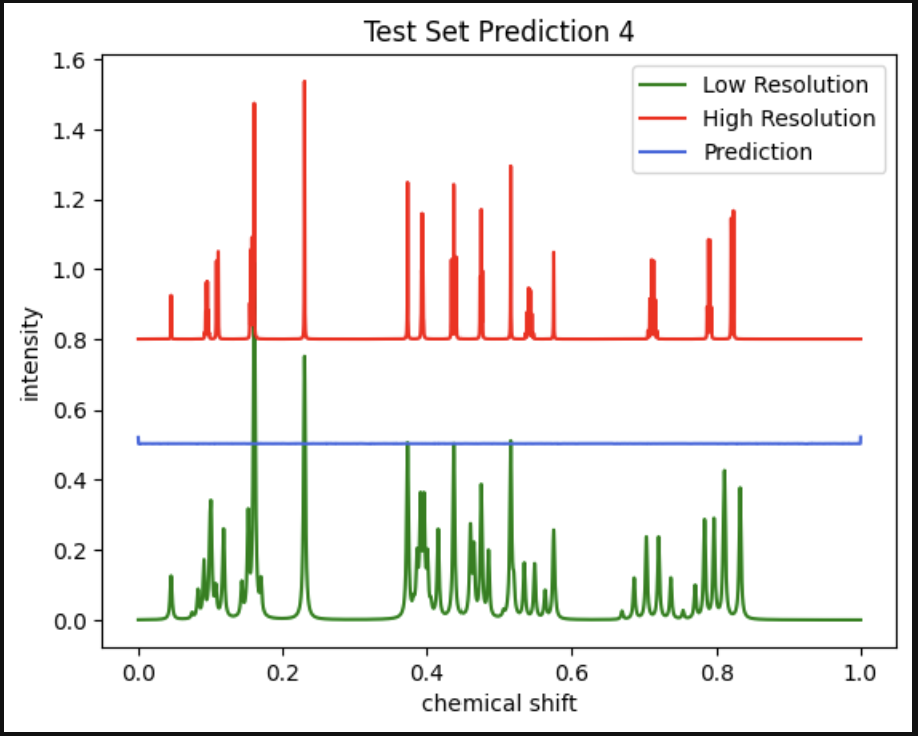 Test Set Prediction 4
1.6
1.4
1.2
1.0
0.8
0.6
0.4
0.2
0.0
intensity
Low Resolution
High Resolution
Prediction
0.0 0.2 0.4 0.6 0.8 1.0
chemical shift